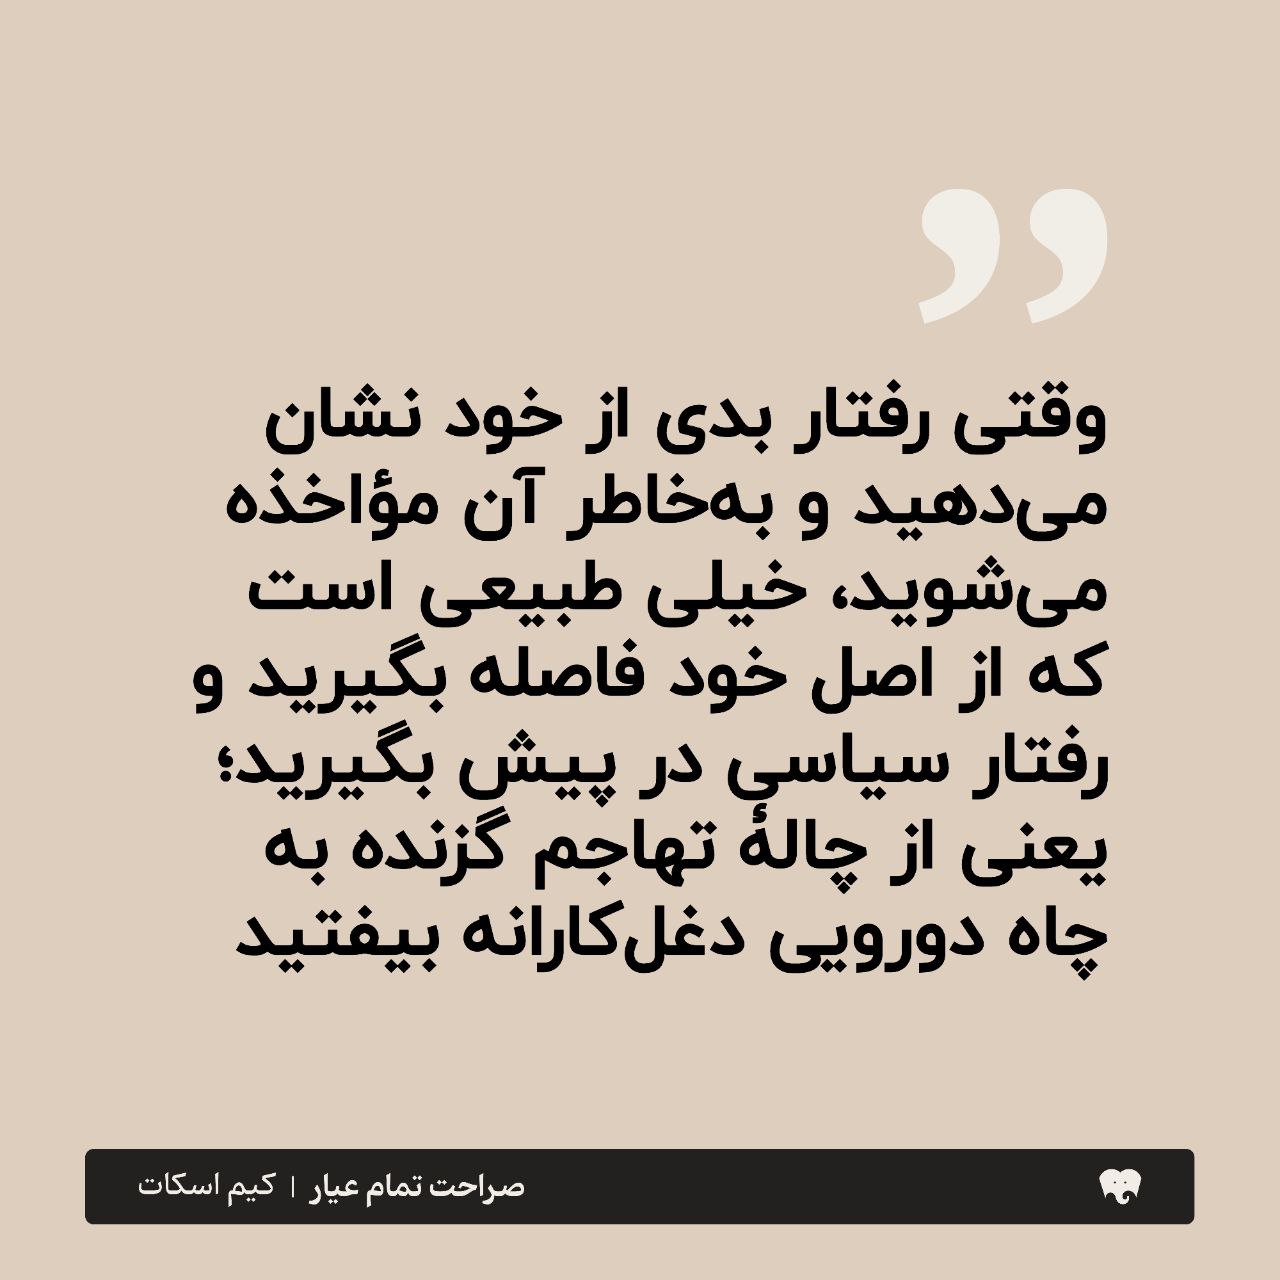 ”
وقتی رفتار بدی از خود نشان
می‌دهید و به‌خاطر آن مؤاخذه
می‌شوید، خیلی طبیعی است
که از اصل خود فاصله بگیرید و
رفتار سیاسی در پیش بگیرید؛
یعنی از چالهٔ تهاجم گزنده به
چاه دورویی دغل‌کارانه بیفتید
صراحت تمام عیار | کیم اسکات